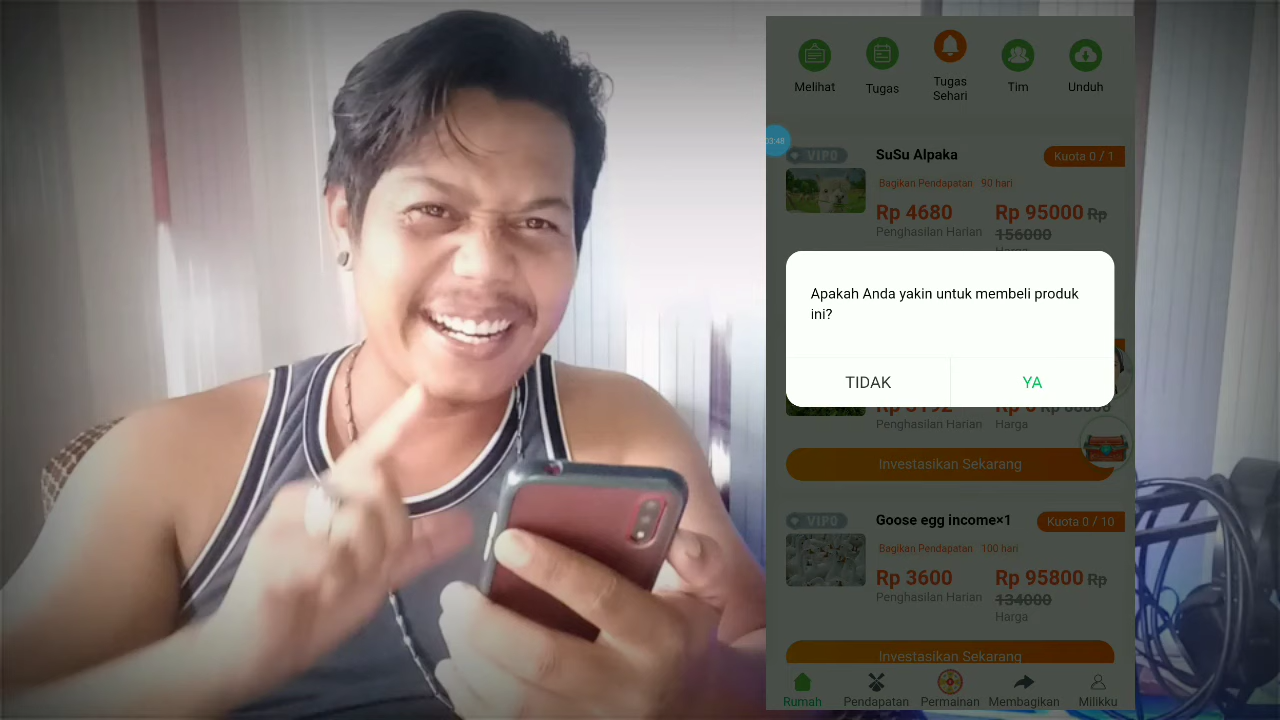 Melihat
Tugas
Tugas
Sehari
Tim
Unduh
03:48
VIP0
SuSu Alpaka
Kuota 0 / 1
Bagikan Pendapatan 90 hari
Rp 4680
Rp 95000 Rp
156000
Penghasilan Harian
Harga
Apakah Anda yakin untuk membeli produk
ini?
TIDAK
YA
Penghasilan Harian
Harga
Investasikan Sekarang
VIP0
Goose egg income×1
Kuota 0 / 10
Bagikan Pendapatan 100 hari
Rp 3600
Rp 95800 Rp
134000
Penghasilan Harian
Harga
Investasikan Sekarang
Rumah
Pendapatan
Permainan
Membagikan
Milikku